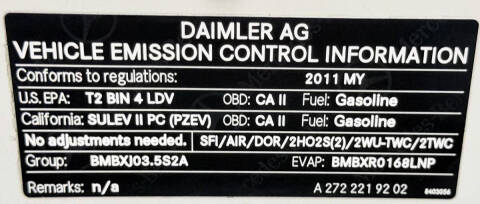 DAIMLER AG
VEHICLE EMISSION CONTROL INFORMATION
Conforms to regulations: 2011 MY
U.S. EPA: T2 BIN 4 LDV OBD: CA II Fuel: Gasoline
California: SULEV II PC (PZEV) OBD: CA II Fuel: Gasoline
No adjustments needed. SFI/AIR/DOR/2HO2S(2)/2WU-TWC/2TWC
Group: BMBXJ03.5S2A EVAP: BMBXR0168LNP
Remarks: n/a A 272 221 92 02 8403056